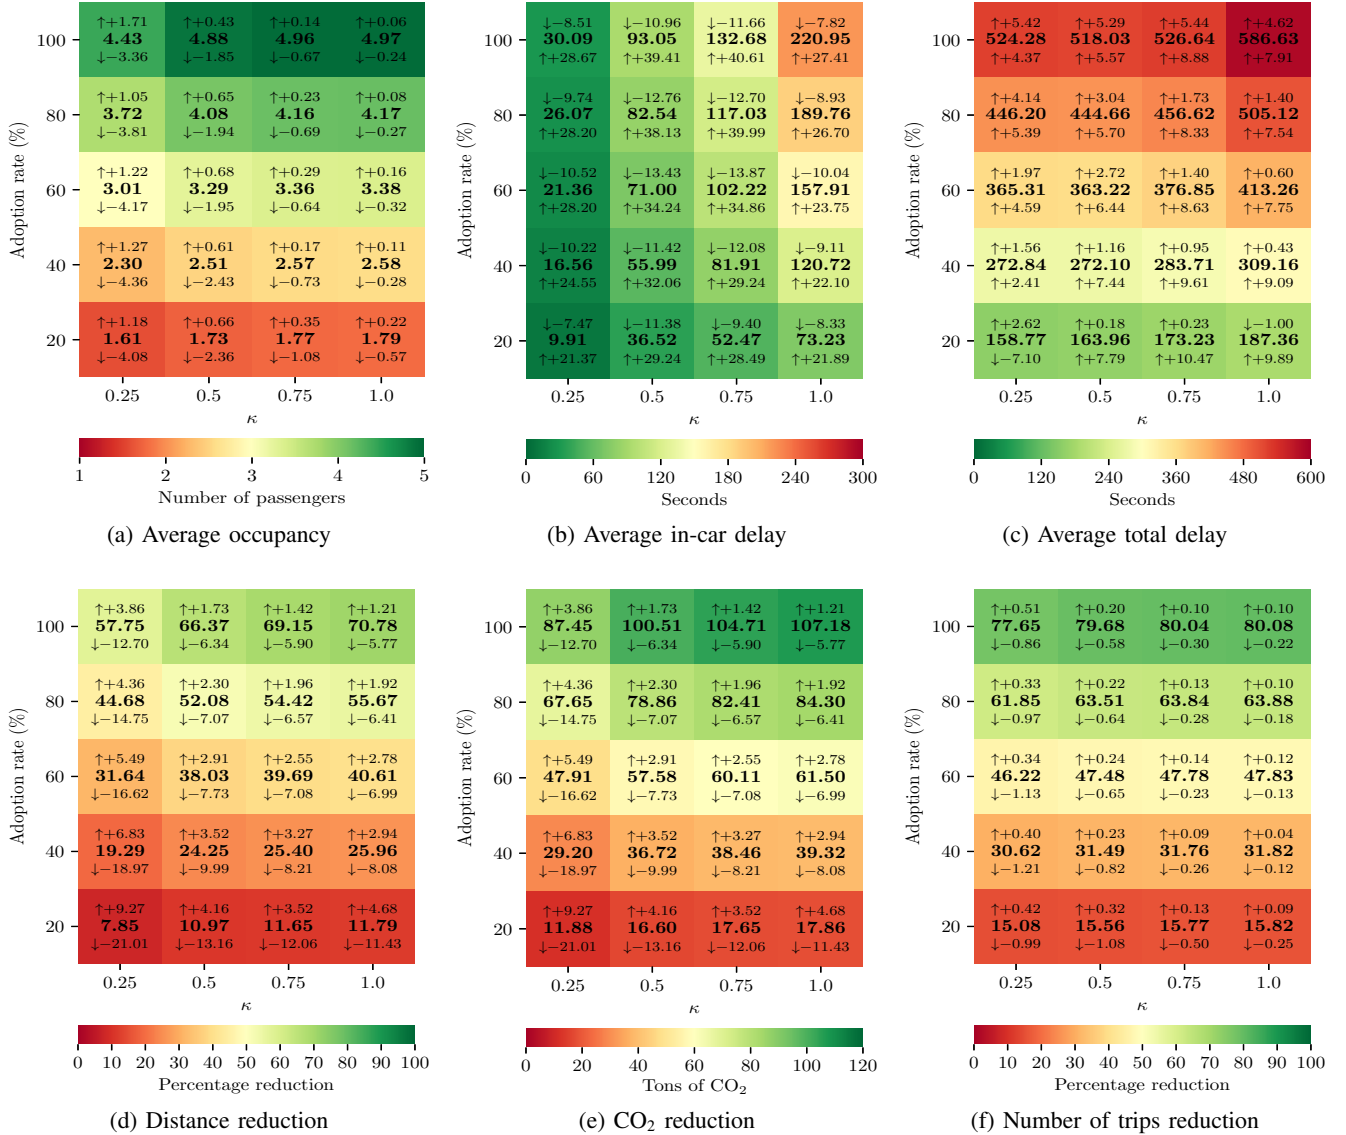 ↑+1.71 ↑+0.43 ↑+0.14 ↑+0.06
100 4.43 4.88 4.96 4.97
↓−3.36 ↓−1.85 ↓−0.67 ↓−0.24
↑+1.05 ↑+0.65 ↑+0.23 ↑+0.08
80 3.72 4.08 4.16 4.17
↓−3.81 ↓−1.94 ↓−0.69 ↓−0.27
↑+1.22 ↑+0.68 ↑+0.29 ↑+0.16
60 3.01 3.29 3.36 3.38
↓−4.17 ↓−1.95 ↓−0.64 ↓−0.32
↑+1.27 ↑+0.61 ↑+0.17 ↑+0.11
40 2.30 2.51 2.57 2.58
↓−4.36 ↓−2.43 ↓−0.73 ↓−0.28
↑+1.18 ↑+0.66 ↑+0.35 ↑+0.22
20 1.61 1.73 1.77 1.79
↓−4.08 ↓−2.36 ↓−1.08 ↓−0.57
Adoption rate (%)
0.25 0.5 0.75 1.0
κ
1 2 3 4 5
Number of passengers
(a) Average occupancy
↓−8.51 ↓−10.96 ↓−11.66 ↓−7.82
100 30.09 93.05 132.68 220.95
↑+28.67 ↑+39.41 ↑+40.61 ↑+27.41
↓−9.74 ↓−12.76 ↓−12.70 ↓−8.93
80 26.07 82.54 117.03 189.76
↑+28.20 ↑+38.13 ↑+39.99 ↑+26.70
↓−10.52 ↓−13.43 ↓−13.87 ↓−10.04
60 21.36 71.00 102.22 157.91
↑+28.20 ↑+34.24 ↑+34.86 ↑+23.75
↓−10.22 ↓−11.42 ↓−12.08 ↓−9.11
40 16.56 55.99 81.91 120.72
↑+24.55 ↑+32.06 ↑+29.24 ↑+22.10
↓−7.47 ↓−11.38 ↓−9.40 ↓−8.33
20 9.91 36.52 52.47 73.23
↑+21.37 ↑+29.24 ↑+28.49 ↑+21.89
Adoption rate (%)
0.25 0.5 0.75 1.0
κ
0 60 120 180 240 300
Seconds
(b) Average in-car delay
↑+5.42 ↑+5.29 ↑+5.44 ↑+4.62
100 524.28 518.03 526.64 586.63
↑+4.37 ↑+5.57 ↑+8.88 ↑+7.91
↑+4.14 ↑+3.04 ↑+1.73 ↑+1.40
80 446.20 444.66 456.62 505.12
↑+5.39 ↑+5.70 ↑+8.33 ↑+7.54
↑+1.97 ↑+2.72 ↑+1.40 ↑+0.60
60 365.31 363.22 376.85 413.26
↑+4.59 ↑+6.44 ↑+8.63 ↑+7.75
↑+1.56 ↑+1.16 ↑+0.95 ↑+0.43
40 272.84 272.10 283.71 309.16
↑+2.41 ↑+7.44 ↑+9.61 ↑+9.09
↑+2.62 ↑+0.18 ↑+0.23 ↓−1.00
20 158.77 163.96 173.23 187.36
↓−7.10 ↑+7.79 ↑+10.47 ↑+9.89
Adoption rate (%)
0.25 0.5 0.75 1.0
κ
0 120 240 360 480 600
Seconds
(c) Average total delay
↑+3.86 ↑+1.73 ↑+1.42 ↑+1.21
100 57.75 66.37 69.15 70.78
↓−12.70 ↓−6.34 ↓−5.90 ↓−5.77
↑+4.36 ↑+2.30 ↑+1.96 ↑+1.92
80 44.68 52.08 54.42 55.67
↓−14.75 ↓−7.07 ↓−6.57 ↓−6.41
↑+5.49 ↑+2.91 ↑+2.55 ↑+2.78
60 31.64 38.03 39.69 40.61
↓−16.62 ↓−7.73 ↓−7.08 ↓−6.99
↑+6.83 ↑+3.52 ↑+3.27 ↑+2.94
40 19.29 24.25 25.40 25.96
↓−18.97 ↓−9.99 ↓−8.21 ↓−8.08
↑+9.27 ↑+4.16 ↑+3.52 ↑+4.68
20 7.85 10.97 11.65 11.79
↓−21.01 ↓−13.16 ↓−12.06 ↓−11.43
Adoption rate (%)
0.25 0.5 0.75 1.0
κ
0 10 20 30 40 50 60 70 80 90 100
Percentage reduction
(d) Distance reduction
↑+3.86 ↑+1.73 ↑+1.42 ↑+1.21
100 87.45 100.51 104.71 107.18
↓−12.70 ↓−6.34 ↓−5.90 ↓−5.77
↑+4.36 ↑+2.30 ↑+1.96 ↑+1.92
80 67.65 78.86 82.41 84.30
↓−14.75 ↓−7.07 ↓−6.57 ↓−6.41
↑+5.49 ↑+2.91 ↑+2.55 ↑+2.78
60 47.91 57.58 60.11 61.50
↓−16.62 ↓−7.73 ↓−7.08 ↓−6.99
↑+6.83 ↑+3.52 ↑+3.27 ↑+2.94
40 29.20 36.72 38.46 39.32
↓−18.97 ↓−9.99 ↓−8.21 ↓−8.08
↑+9.27 ↑+4.16 ↑+3.52 ↑+4.68
20 11.88 16.60 17.65 17.86
↓−21.01 ↓−13.16 ↓−12.06 ↓−11.43
Adoption rate (%)
0.25 0.5 0.75 1.0
κ
0 20 40 60 80 100 120
Tons of CO₂
(e) CO₂ reduction
↑+0.51 ↑+0.20 ↑+0.10 ↑+0.10
100 77.65 79.68 80.04 80.08
↓−0.86 ↓−0.58 ↓−0.30 ↓−0.22
↑+0.33 ↑+0.22 ↑+0.13 ↑+0.10
80 61.85 63.51 63.84 63.88
↓−0.97 ↓−0.64 ↓−0.28 ↓−0.18
↑+0.34 ↑+0.24 ↑+0.14 ↑+0.12
60 46.22 47.48 47.78 47.83
↓−1.13 ↓−0.65 ↓−0.23 ↓−0.13
↑+0.40 ↑+0.23 ↑+0.09 ↑+0.04
40 30.62 31.49 31.76 31.82
↓−1.21 ↓−0.82 ↓−0.26 ↓−0.12
↑+0.42 ↑+0.32 ↑+0.13 ↑+0.09
20 15.08 15.56 15.77 15.82
↓−0.99 ↓−1.08 ↓−0.50 ↓−0.25
Adoption rate (%)
0.25 0.5 0.75 1.0
κ
0 10 20 30 40 50 60 70 80 90 100
Percentage reduction
(f) Number of trips reduction